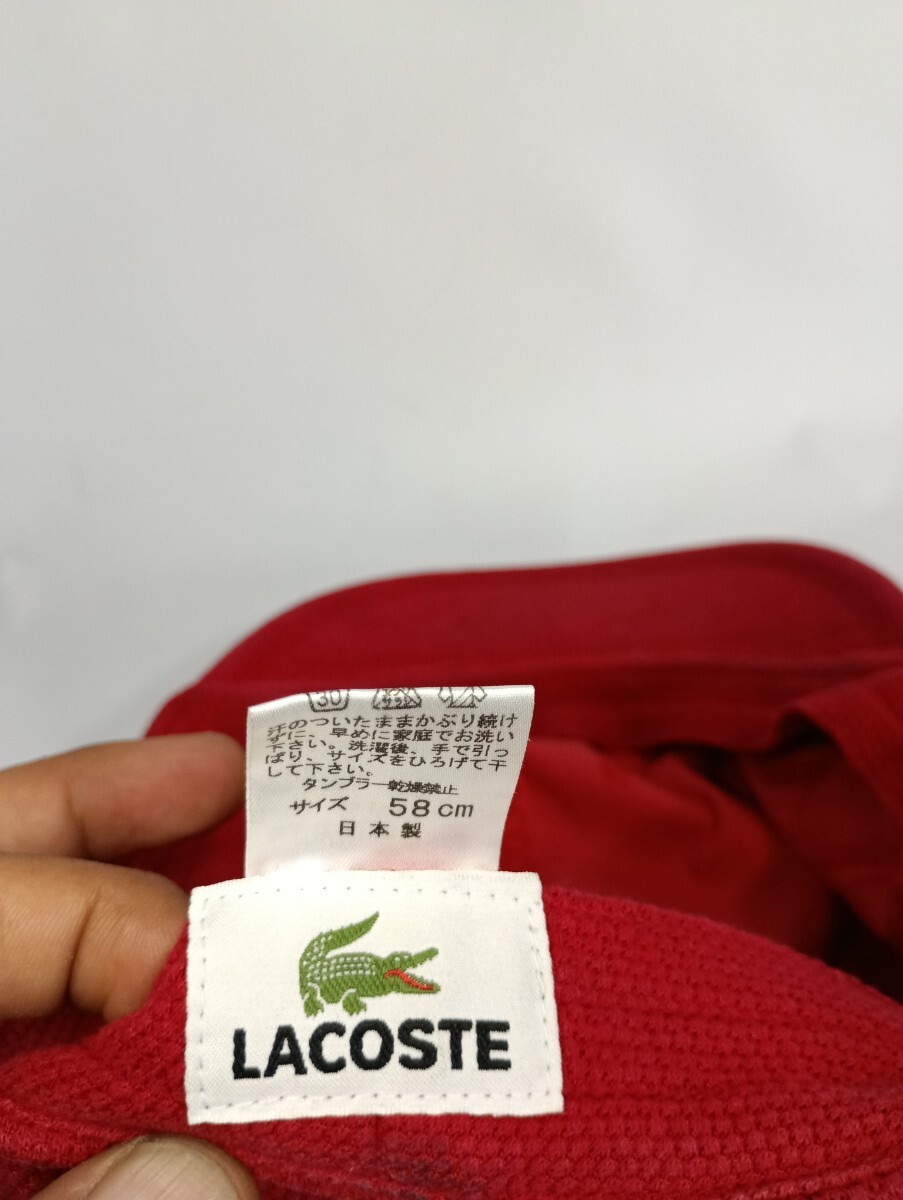 30
汗のついたままかぶり続け
ずに、早めに家庭でお洗い
下さい。洗濯後、手で引っ
ぱり、サイズをひろげて干
して下さい。
タンブラー乾燥禁止
サイズ 58cm
日本製
LACOSTE